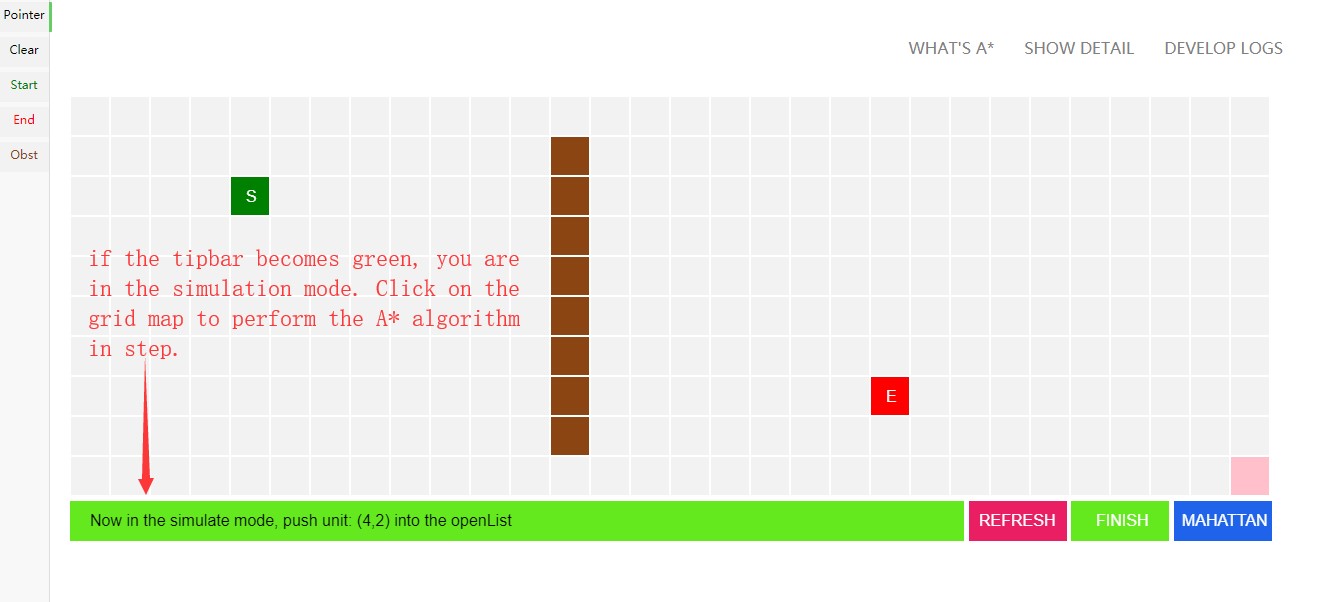 Pointer
Clear
Start
End
Obst
WHAT'S A* SHOW DETAIL DEVELOP LOGS
S
if the tipbar becomes green, you are
in the simulation mode. Click on the
grid map to perform the A* algorithm
in step.
E
Now in the simulate mode, push unit: (4,2) into the openList
REFRESH FINISH MAHATTAN